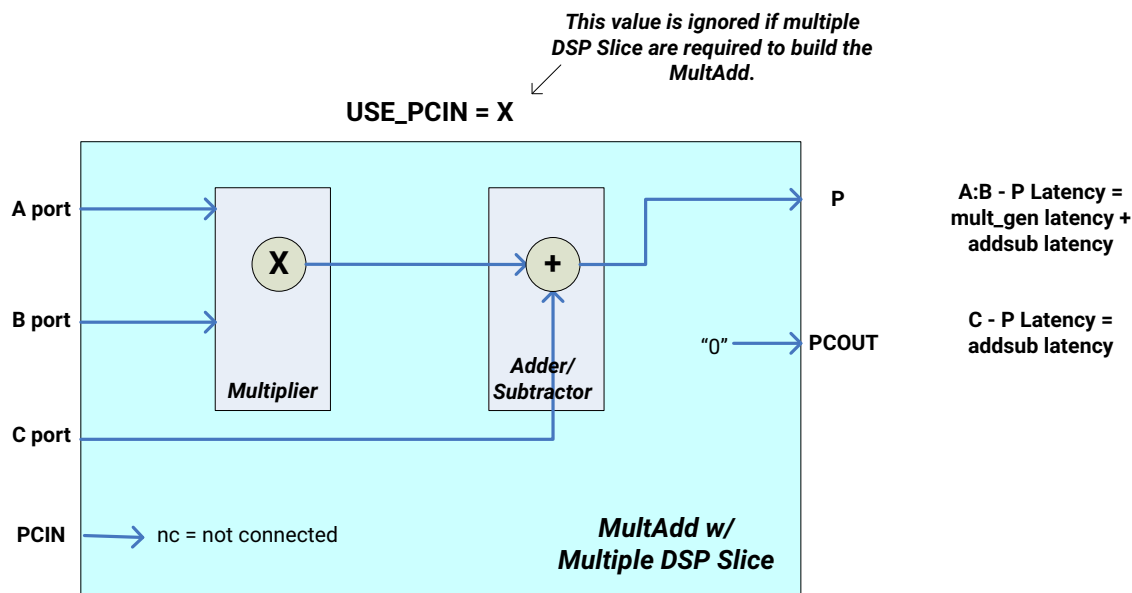 This value is ignored if multiple
DSP Slice are required to build the
MultAdd.
USE_PCIN = X
A port
B port
C port
PCIN
nc = not connected
X
Multiplier
+
Adder/
Subtractor
P
“0”
PCOUT
MultAdd w/
Multiple DSP Slice
A:B - P Latency =
mult_gen latency +
addsub latency
C - P Latency =
addsub latency